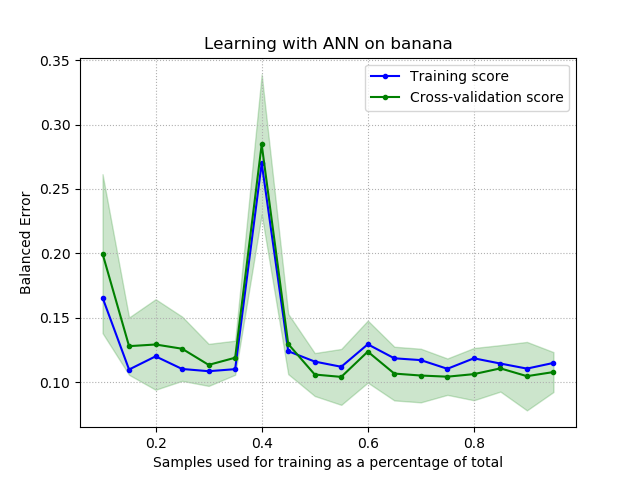 Learning with ANN on banana
Training score
Cross-validation score
Balanced Error
0.35
0.30
0.25
0.20
0.15
0.10
0.2 0.4 0.6 0.8
Samples used for training as a percentage of total